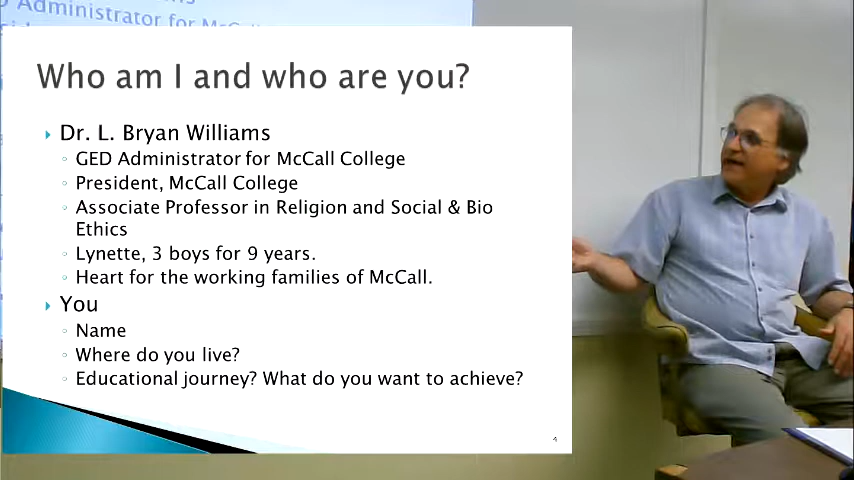 Administrator for McCall
Who am I and who are you?
Dr. L. Bryan Williams
GED Administrator for McCall College
President, McCall College
Associate Professor in Religion and Social & Bio
Ethics
Lynette, 3 boys for 9 years.
Heart for the working families of McCall.
You
Name
Where do you live?
Educational journey? What do you want to achieve?
4